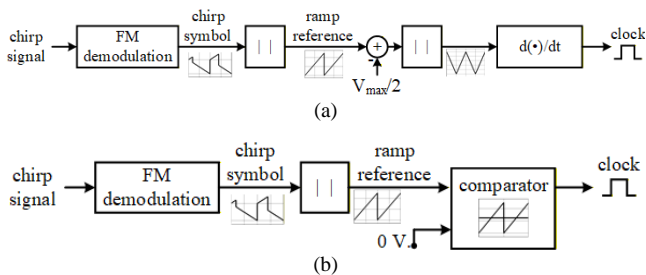 chirp signal
FM demodulation
chirp symbol
| |
ramp reference
+
-
V_max/2
| |
d(•)/dt
clock
(a)
chirp signal
FM demodulation
chirp symbol
| |
ramp reference
0 V.
comparator
clock
(b)